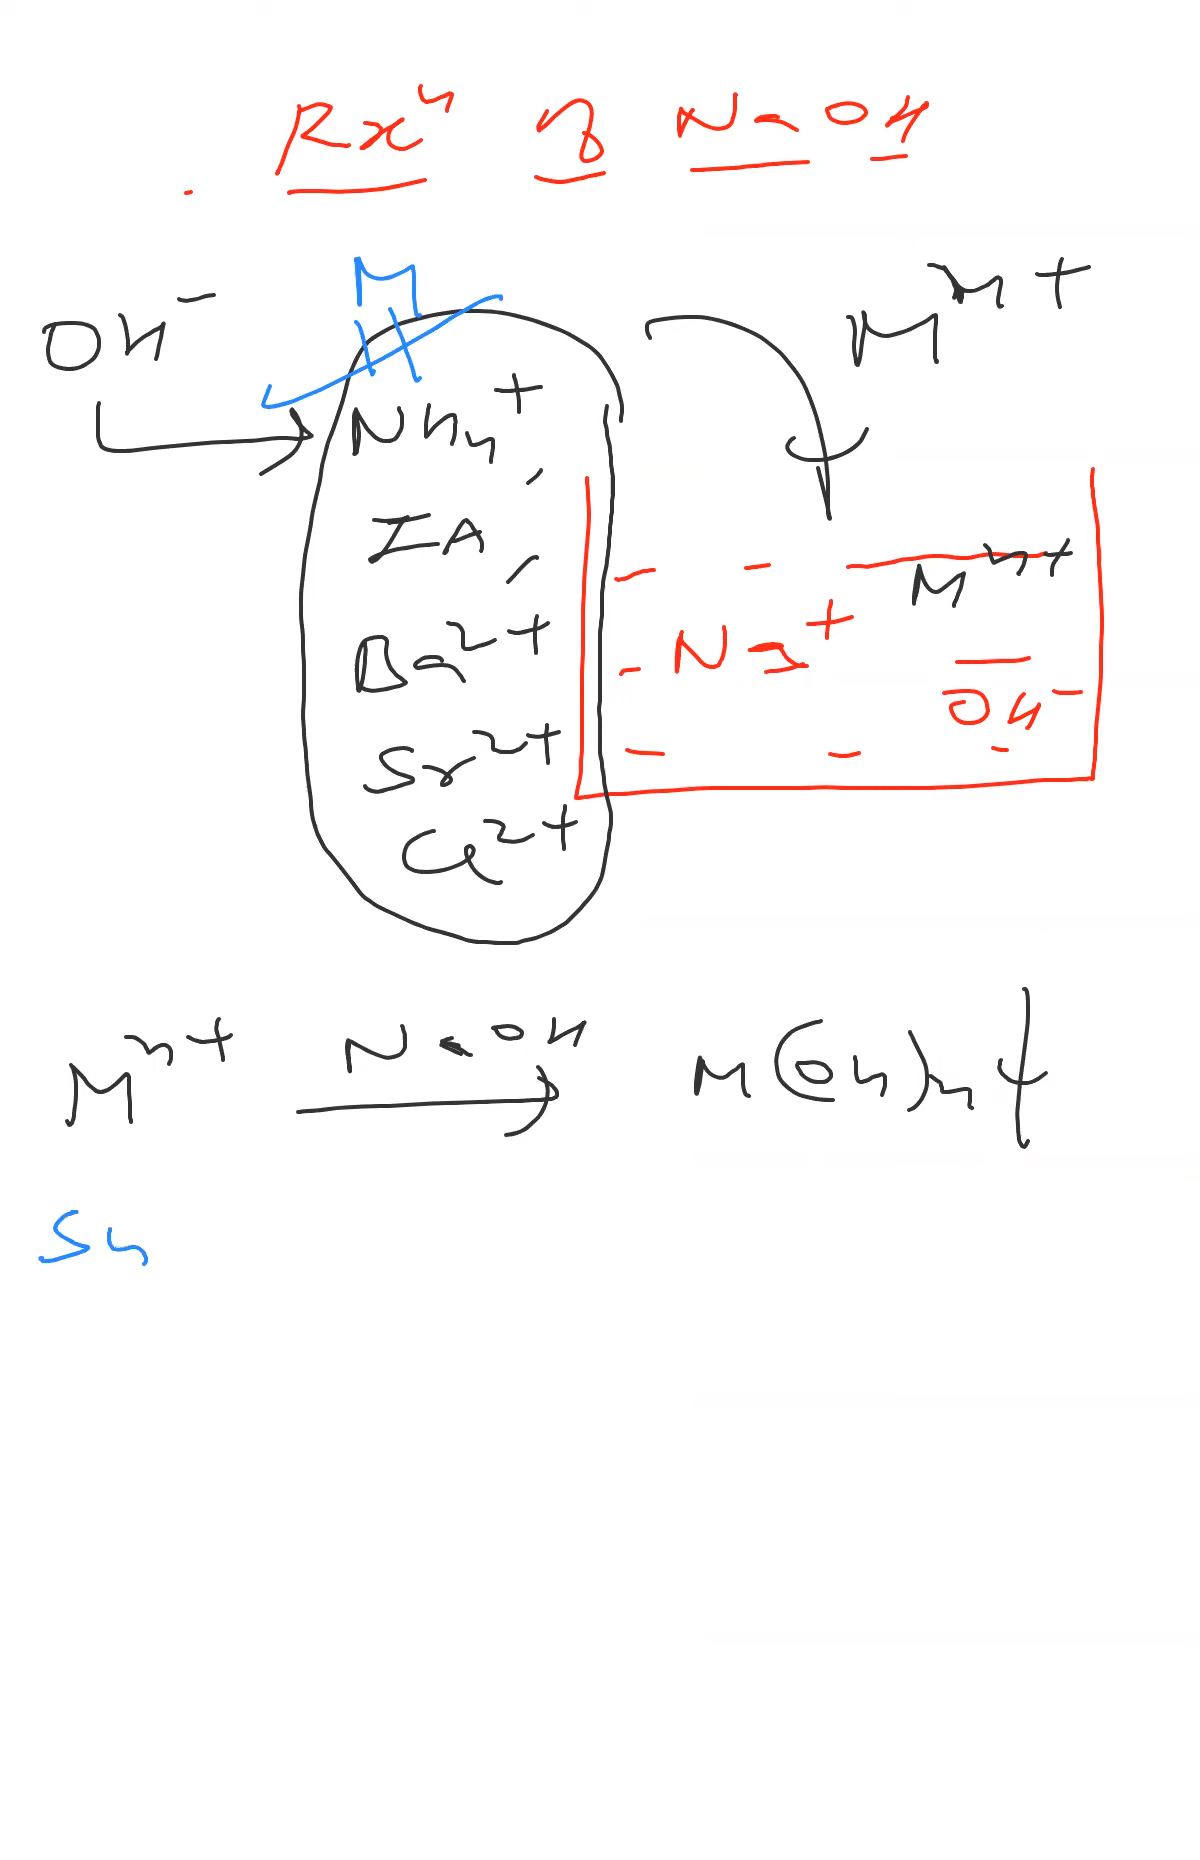 Rxⁿ of NaOH
OH⁻ M Mⁿ⁺
NH₄⁺,
IA,
Ba²⁺ Na⁺ Mⁿ⁺
Sr²⁺ OH⁻
Ca²⁺
Mⁿ⁺ NaOH → M(OH)ₙ ↓
Sn